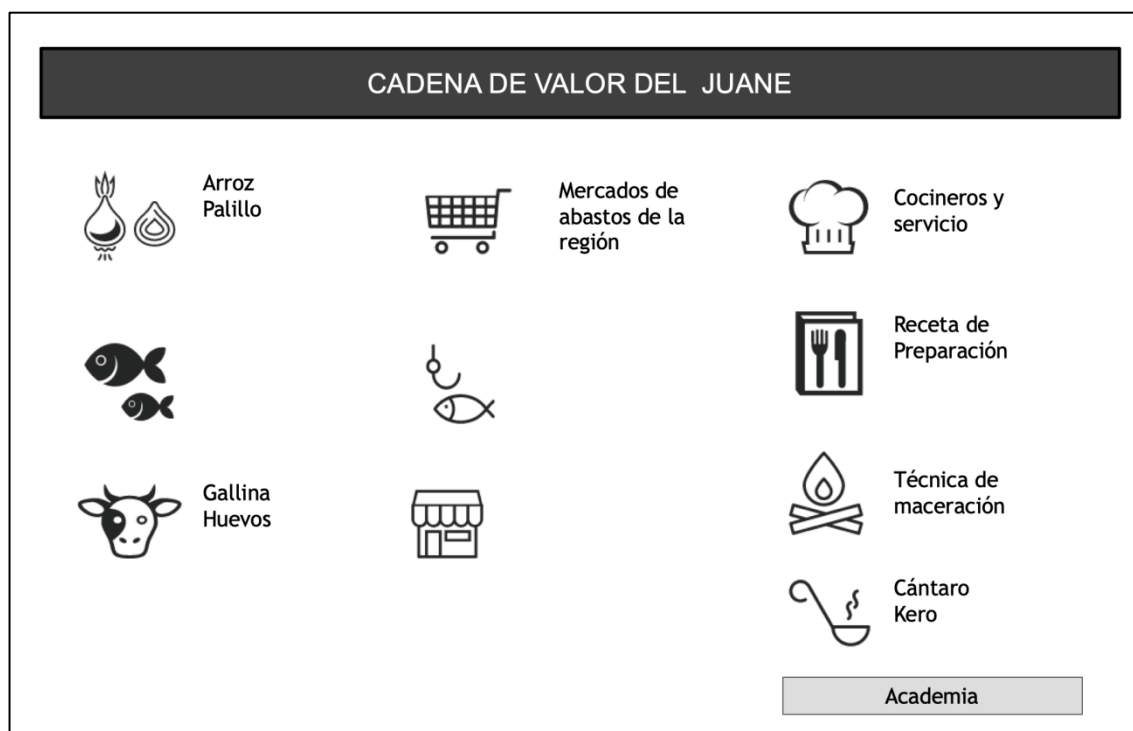 CADENA DE VALOR DEL JUANE
Arroz
Palillo
Mercados de
abastos de la
región
Cocineros y
servicio
Receta de
Preparación
Gallina
Huevos
Técnica de
maceración
Cántaro
Kero
Academia